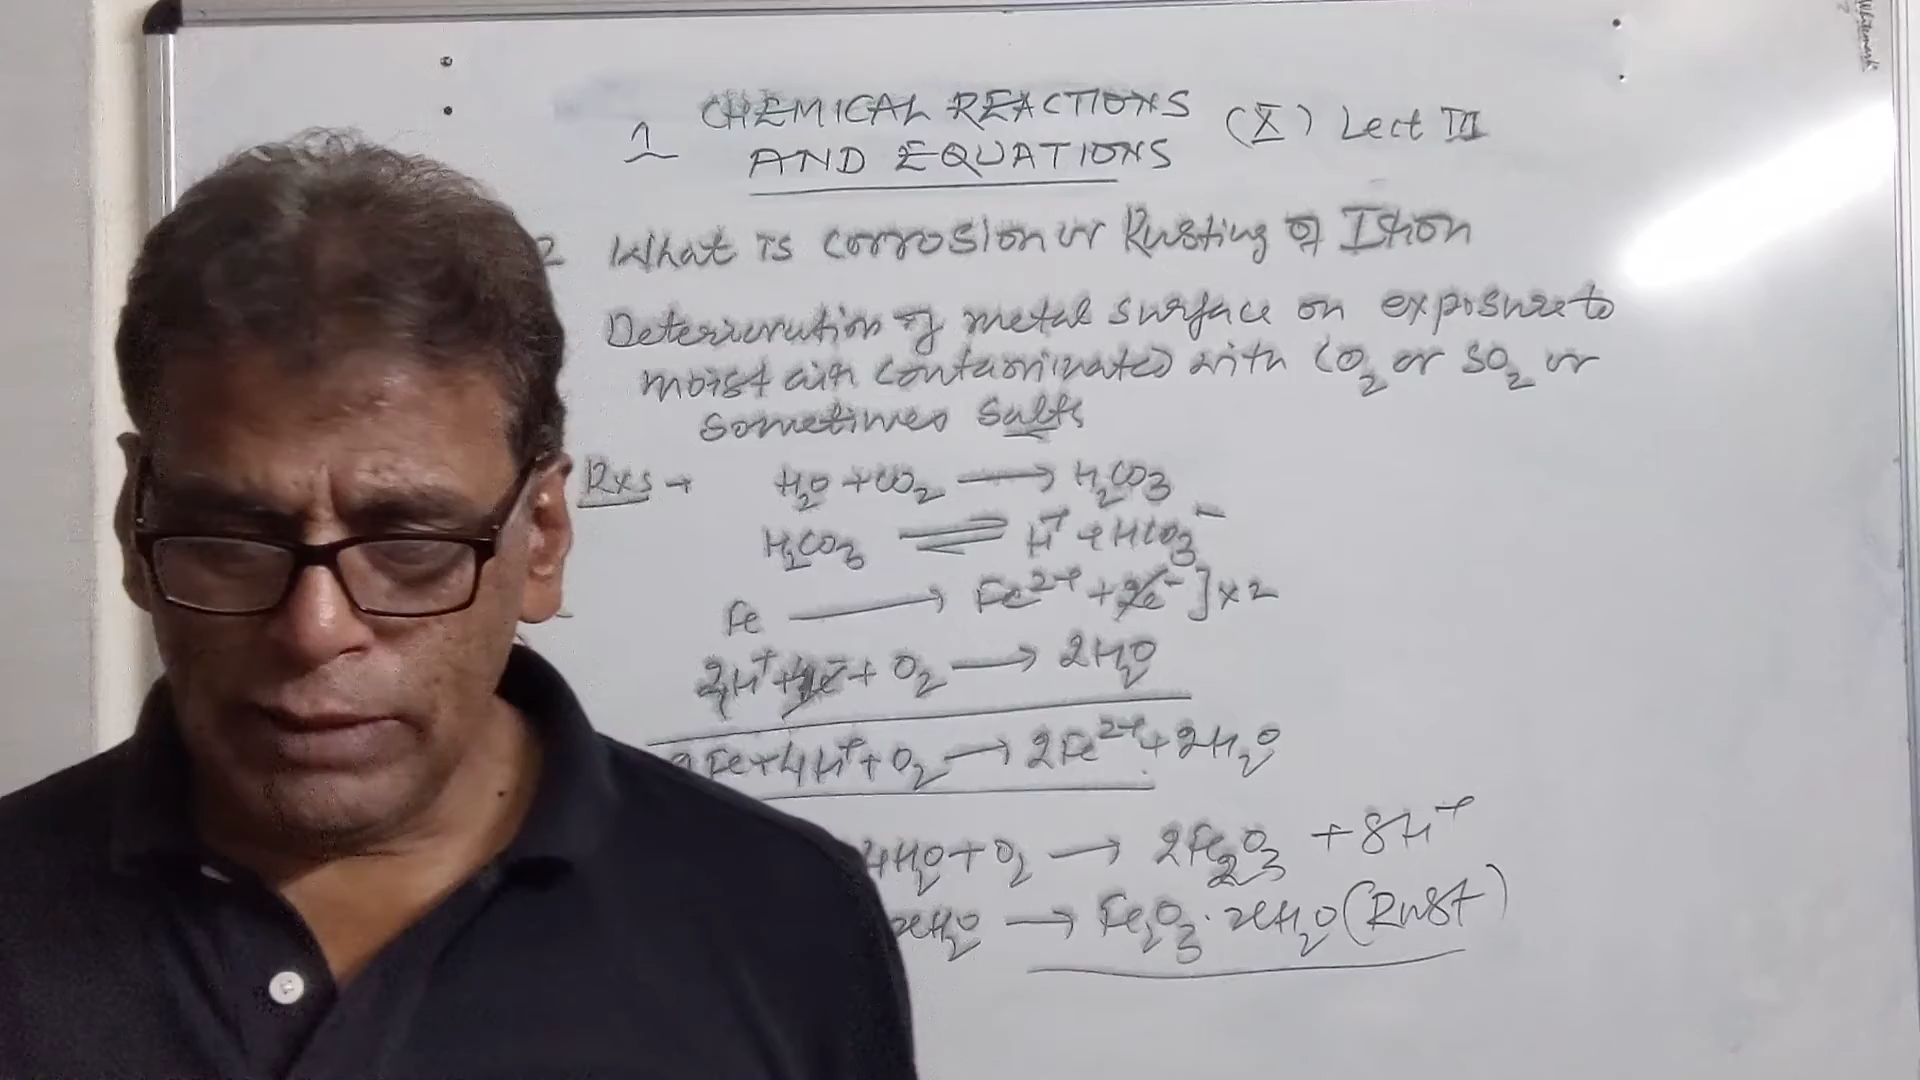 1 CHEMICAL REACTIONS (X) Lect III
AND EQUATIONS
2 What is corrosion or Rusting of Iron
Deterioration of metal surface on exposure to
moist air contaminated with CO2 or SO2 or
Sometimes Salts
Rxs → H2O + CO2 ⟶ H2CO3
H2CO3 ⇌ H+ + HCO3−
Fe ⟶ Fe2+ + 2e− ] x 2
4H+ + 4e + O2 ⟶ 2H2O
2Fe + 4H+ + O2 ⟶ 2Fe2+ + 2H2O
4H2O + O2 ⟶ 2Fe2O3 + 8H+
xH2O ⟶ Fe2O3 . xH2O (Rust)